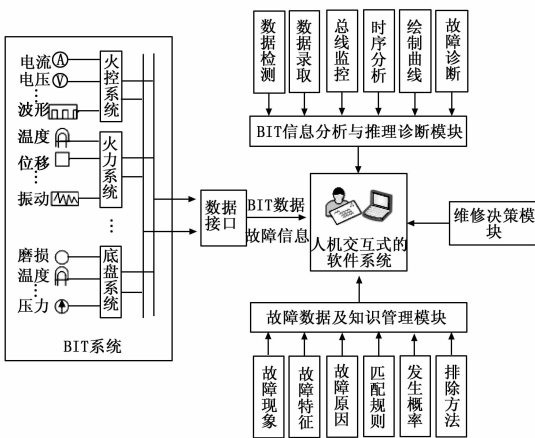 电流
A
电压
V
…
波形
火控系统
温度
位移
…
振动
火力系统
…
磨损
温度
…
压力
底盘系统
BIT系统
数据
接口
BIT数据
故障信息
数据检测
数据录取
总线监控
时序分析
绘制曲线
故障诊断
BIT信息分析与推理诊断模块
人机交互式的
软件系统
维修决策模
块
故障数据及知识管理模块
故障现象
故障特征
故障原因
匹配规则
发生概率
排除方法